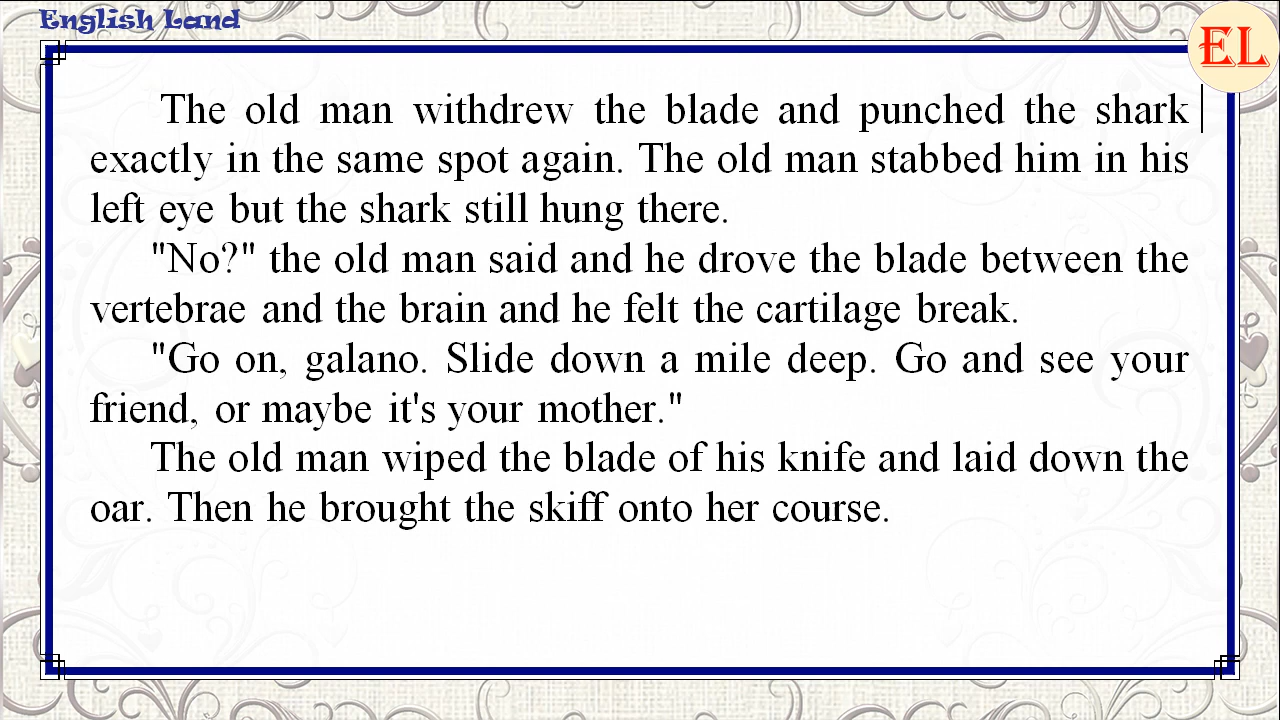 English Land
EL
The old man withdrew the blade and punched the shark
exactly in the same spot again. The old man stabbed him in his
left eye but the shark still hung there.
"No?" the old man said and he drove the blade between the
vertebrae and the brain and he felt the cartilage break.
"Go on, galano. Slide down a mile deep. Go and see your
friend, or maybe it's your mother."
The old man wiped the blade of his knife and laid down the
oar. Then he brought the skiff onto her course.